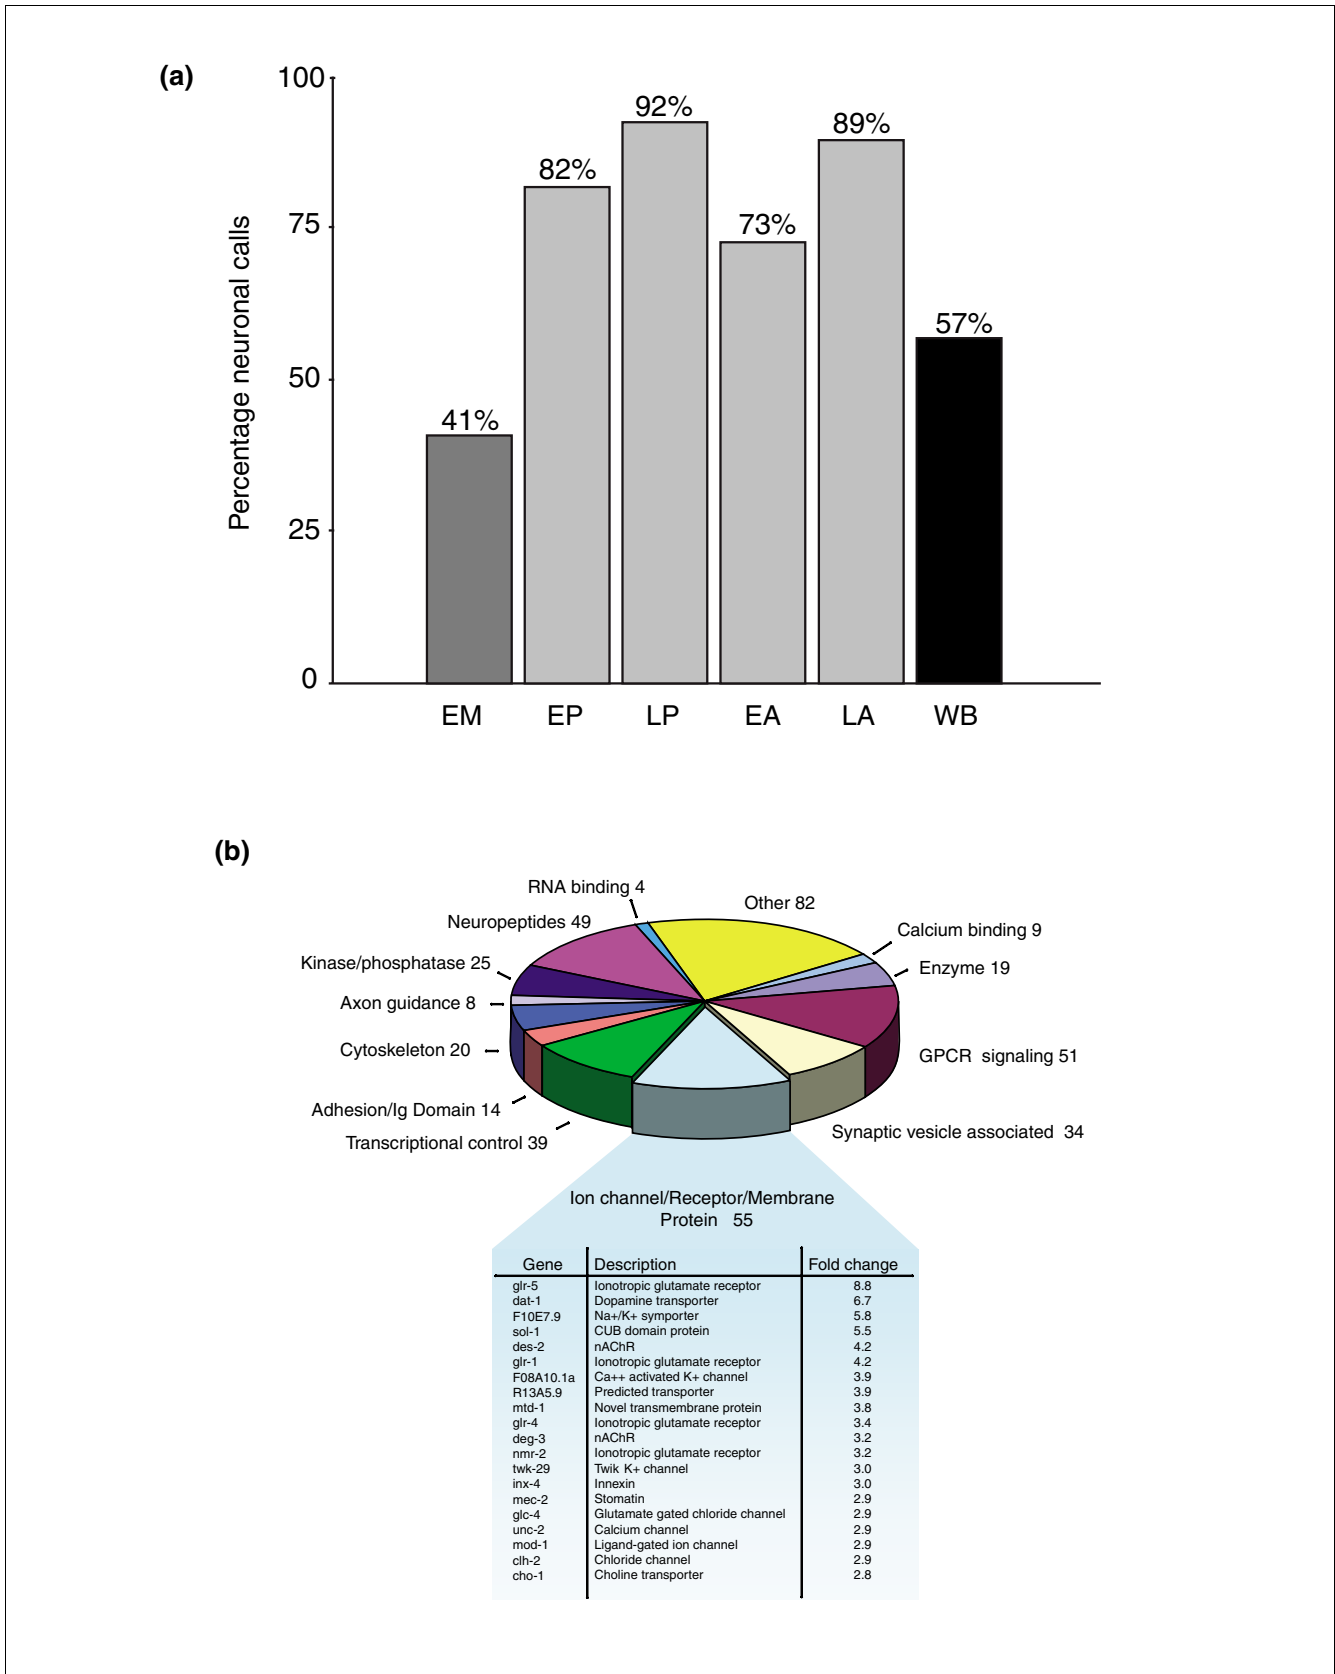 (a)
100
75
50
25
0
Percentage neuronal calls
41%
82%
92%
73%
89%
57%
EM EP LP EA LA WB
(b)
RNA binding 4
Other 82
Neuropeptides 49
Calcium binding 9
Kinase/phosphatase 25
Enzyme 19
Axon guidance 8
Cytoskeleton 20
GPCR signaling 51
Adhesion/Ig Domain 14
Synaptic vesicle associated 34
Transcriptional control 39
Ion channel/Receptor/Membrane
Protein 55
Gene Description Fold change
glr-5 Ionotropic glutamate receptor 8.8
dat-1 Dopamine transporter 6.7
F10E7.9 Na+/K+ symporter 5.8
sol-1 CUB domain protein 5.5
des-2 nAChR 4.2
glr-1 Ionotropic glutamate receptor 4.2
F08A10.1a Ca++ activated K+ channel 3.9
R13A5.9 Predicted transporter 3.9
mtd-1 Novel transmembrane protein 3.8
glr-4 Ionotropic glutamate receptor 3.4
deg-3 nAChR 3.2
nmr-2 Ionotropic glutamate receptor 3.2
twk-29 Twik K+ channel 3.0
inx-4 Innexin 3.0
mec-2 Stomatin 2.9
glc-4 Glutamate gated chloride channel 2.9
unc-2 Calcium channel 2.9
mod-1 Ligand-gated ion channel 2.9
clh-2 Chloride channel 2.9
cho-1 Choline transporter 2.8